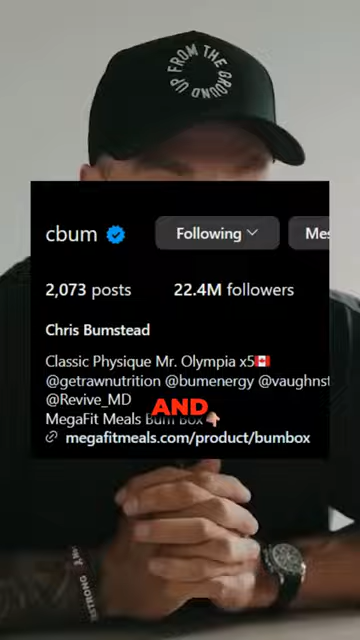 UP FROM THE GROUND
cbum
Following
2,073 posts
22.4M followers
Chris Bumstead
Classic Physique Mr. Olympia x5🇨🇦
@getrawnutrition @bumenergy @vaughnst
@Revive_MD
MegaFit Meals Bum Box
AND
megafitmeals.com/product/bumbox
STRONG